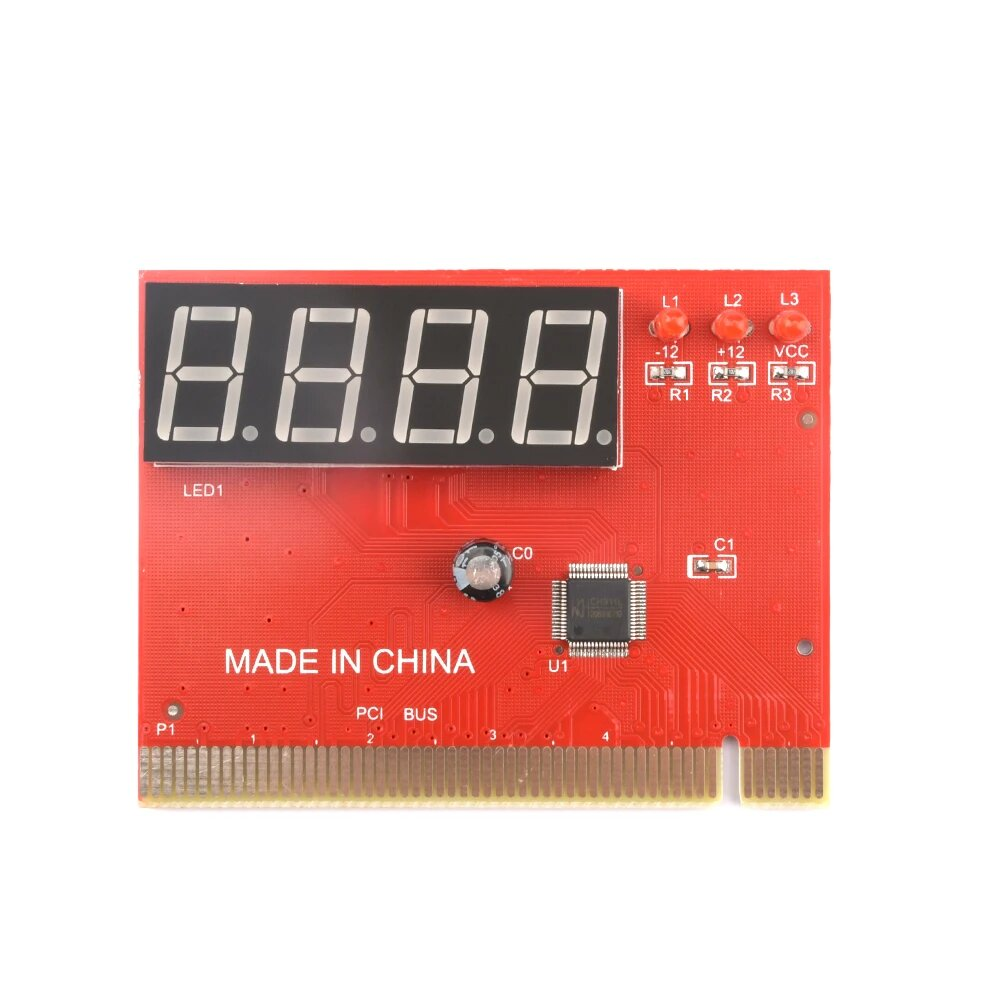 L1 L2 L3
-12 +12 VCC
R1 R2 R3
LED1
C0
C1
U1
MADE IN CHINA
PCI BUS
P1
1 2 3 4